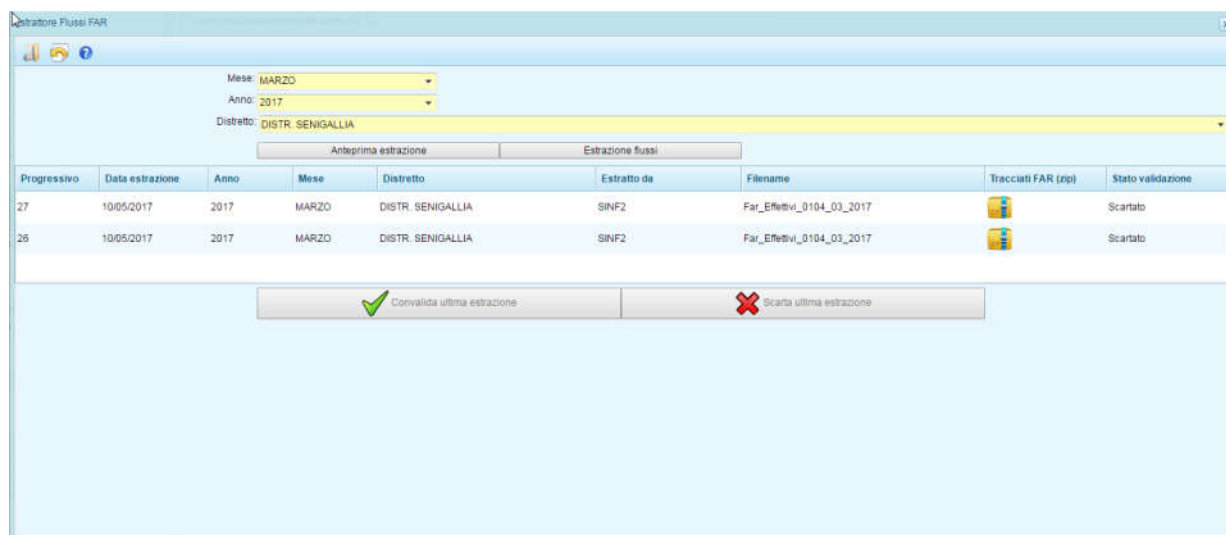 Estrattore Flussi FAR
Mese: MARZO
Anno: 2017
Distretto: DISTR. SENIGALLIA
Anteprima estrazione Estrazione flussi
Progressivo Data estrazione Anno Mese Distretto Estratto da Filename Tracciati FAR (zip) Stato validazione
27 10/05/2017 2017 MARZO DISTR. SENIGALLIA SINF2 Far_Effettivi_0104_03_2017 Scartato
26 10/05/2017 2017 MARZO DISTR. SENIGALLIA SINF2 Far_Effettivi_0104_03_2017 Scartato
Convalida ultima estrazione Scarta ultima estrazione